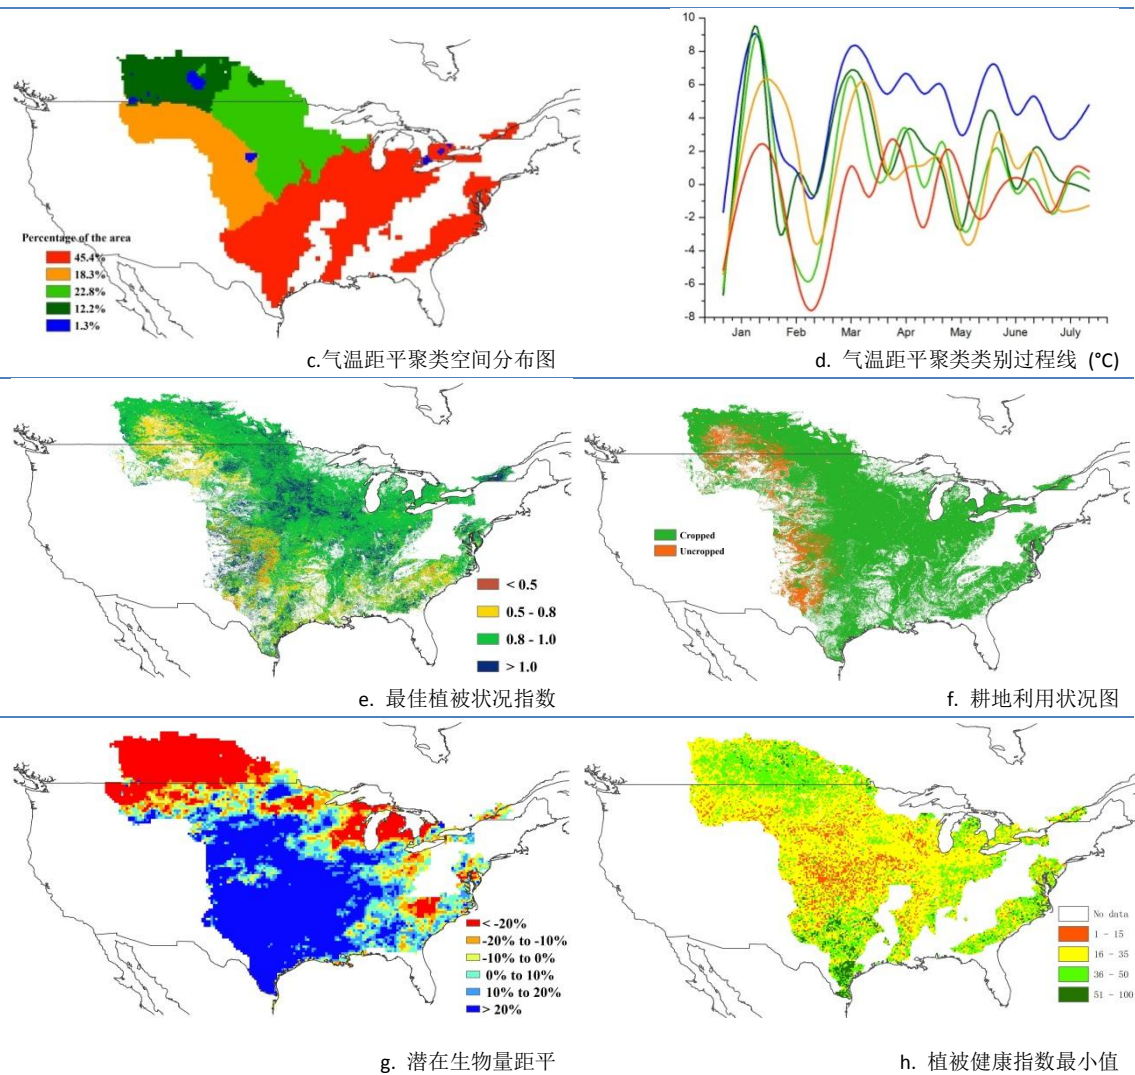 Percentage of the area
45.4%
18.3%
22.8%
12.2%
1.3%
c.气温距平聚类空间分布图
10
8
6
4
2
0
-2
-4
-6
-8
Jan Feb Mar Apr May June July
d. 气温距平聚类类别过程线 (°C)
< 0.5
0.5 - 0.8
0.8 - 1.0
> 1.0
e. 最佳植被状况指数
Cropped
Uncropped
f. 耕地利用状况图
< -20%
-20% to -10%
-10% to 0%
0% to 10%
10% to 20%
> 20%
g. 潜在生物量距平
No data
1 - 15
16 - 35
36 - 50
51 - 100
h. 植被健康指数最小值